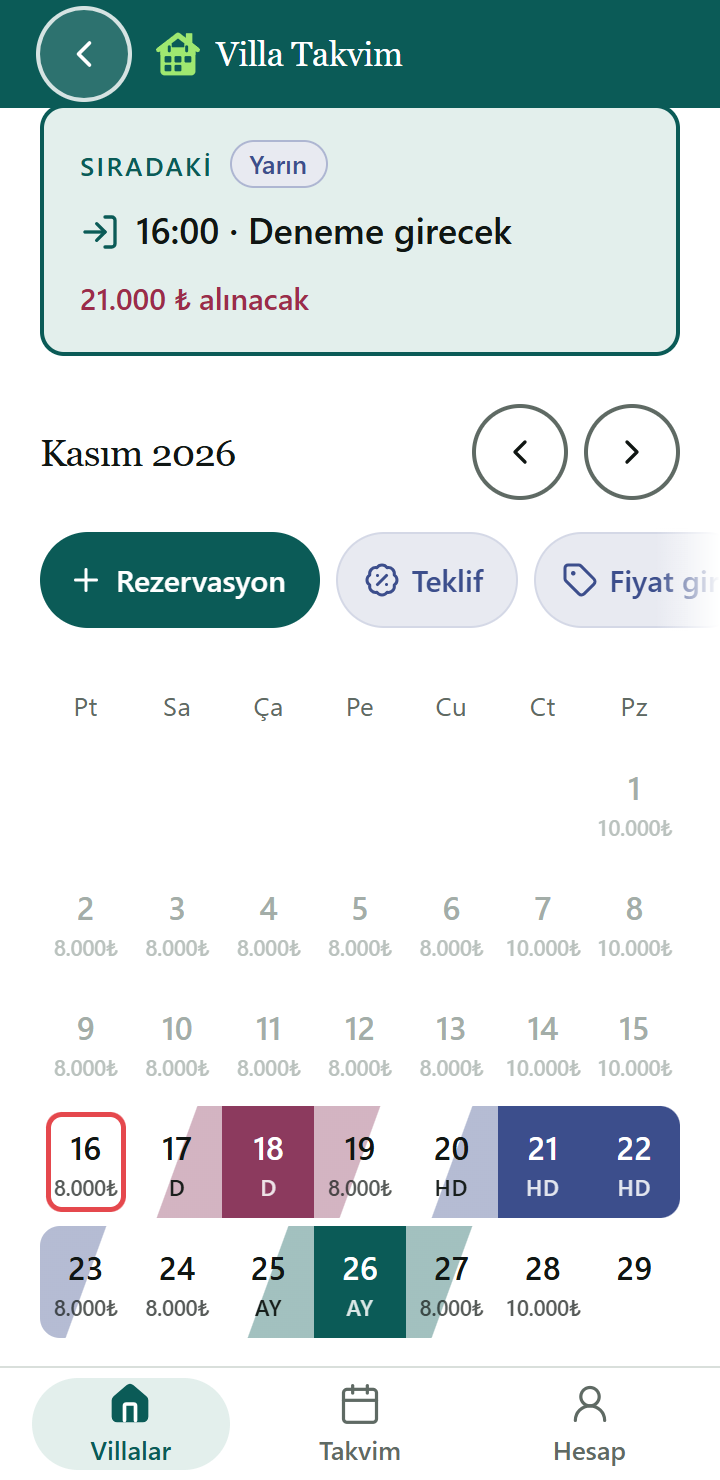 Villa Takvim
SIRADAKİ Yarın
16:00 · Deneme girecek
21.000 ₺ alınacak
Kasım 2026
Rezervasyon Teklif Fiyat gir
Pt Sa Ça Pe Cu Ct Pz
1
10.000₺
2 3 4 5 6 7 8
8.000₺ 8.000₺ 8.000₺ 8.000₺ 8.000₺ 10.000₺ 10.000₺
9 10 11 12 13 14 15
8.000₺ 8.000₺ 8.000₺ 8.000₺ 8.000₺ 10.000₺ 10.000₺
16 17 18 19 20 21 22
8.000₺ D D 8.000₺ HD HD HD
23 24 25 26 27 28 29
8.000₺ 8.000₺ AY AY 8.000₺ 10.000₺
Villalar Takvim Hesap